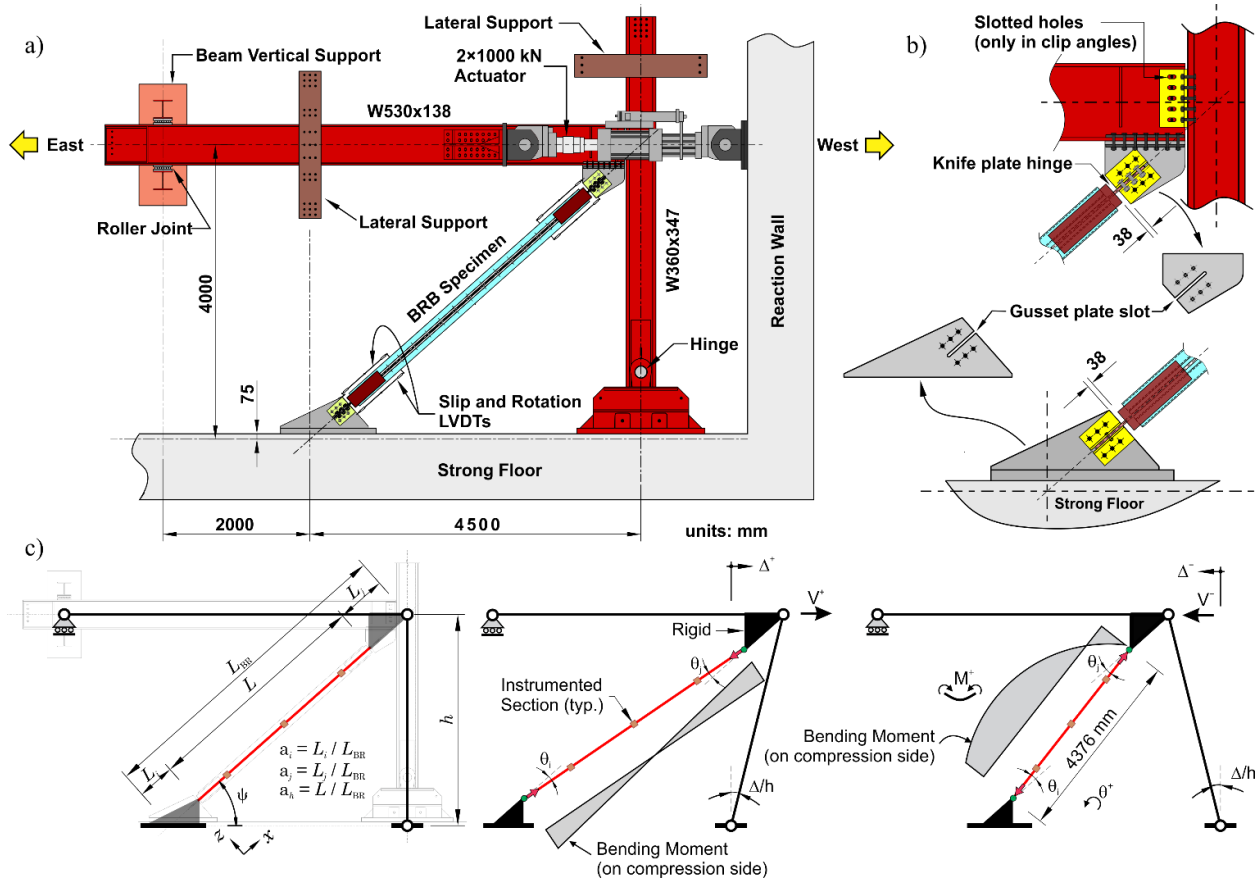 a)
Lateral Support
Beam Vertical Support
2×1000 kN
Actuator
W530x138
East
West
Lateral Support
Roller Joint
4000
BRB Specimen
W360x347
Reaction Wall
Hinge
75
Slip and Rotation
LVDTs
Strong Floor
2000
4500
units: mm
b)
Slotted holes
(only in clip angles)
Knife plate hinge
38
Gusset plate slot
38
Strong Floor
c)
L_BR
L
L_i
L_j
h
a_i = L_i / L_BR
a_j = L_j / L_BR
a_h = L / L_BR
ψ
z
x
Δ⁺
V⁺
Rigid
θ_j
Instrumented
Section (typ.)
θ_i
Δ/h
Bending Moment
(on compression side)
Δ⁻
V⁻
θ_j
M⁺
Bending Moment
(on compression side)
4376 mm
θ_i
θ⁺
Δ/h